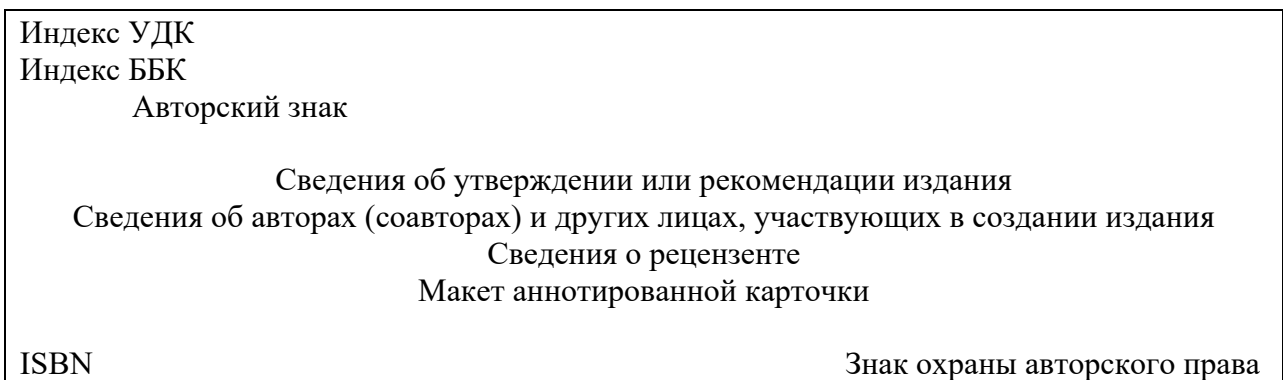 Индекс УДК
Индекс ББК
Авторский знак
Сведения об утверждении или рекомендации издания
Сведения об авторах (соавторах) и других лицах, участвующих в создании издания
Сведения о рецензенте
Макет аннотированной карточки
ISBN Знак охраны авторского права